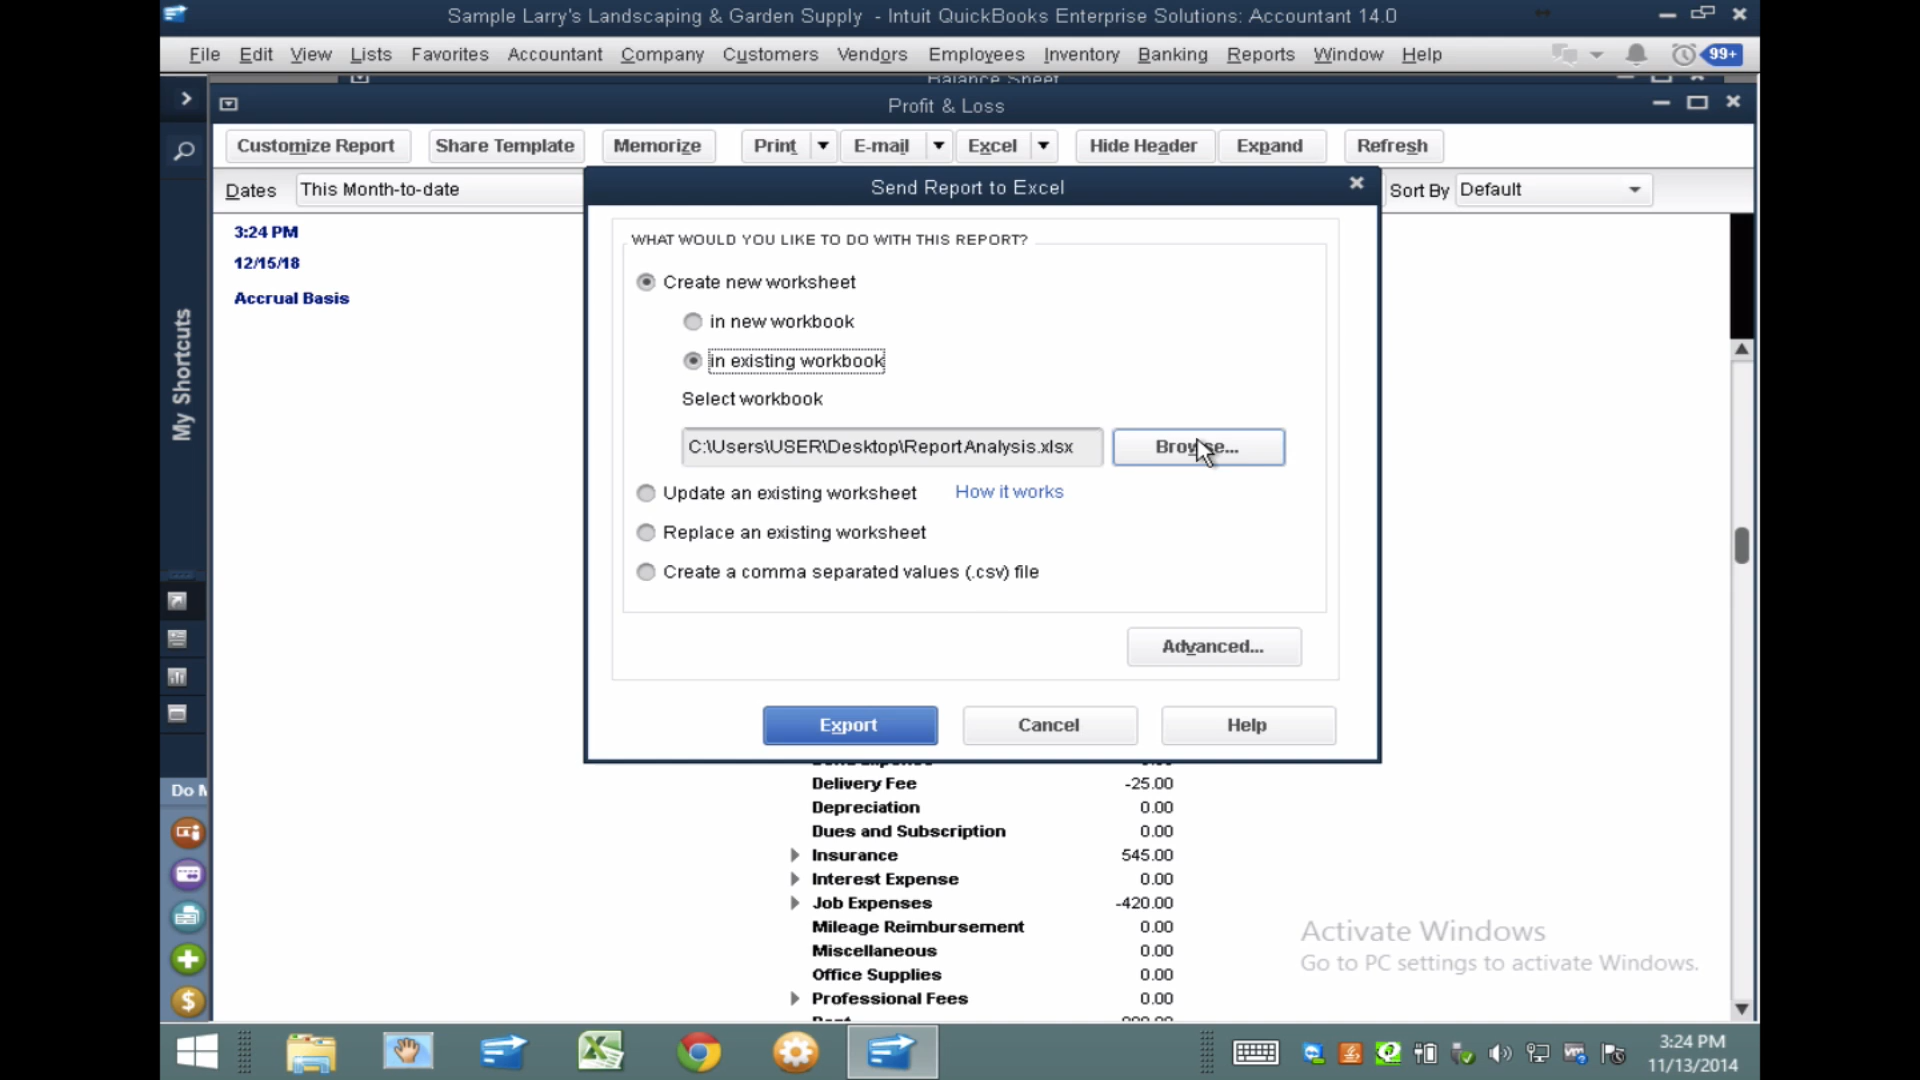 Sample Larry's Landscaping & Garden Supply - Intuit QuickBooks Enterprise Solutions: Accountant 14.0
File Edit View Lists Favorites Accountant Company Customers Vendors Employees Inventory Banking Reports Window Help 99+
Balance Sheet
Profit & Loss
Customize Report Share Template Memorize Print E-mail Excel Hide Header Expand Refresh
Dates This Month-to-date Sort By Default
Send Report to Excel
3:24 PM
12/15/18
Accrual Basis
WHAT WOULD YOU LIKE TO DO WITH THIS REPORT?
Create new worksheet
in new workbook
in existing workbook
Select workbook
C:\Users\USER\Desktop\ReportAnalysis.xlsx Browse...
Update an existing worksheet How it works
Replace an existing worksheet
Create a comma separated values (.csv) file
Advanced...
Export Cancel Help
My Shortcuts
Do M
Delivery Fee -25.00
Depreciation 0.00
Dues and Subscription 0.00
Insurance 545.00
Interest Expense 0.00
Job Expenses -420.00
Mileage Reimbursement 0.00
Miscellaneous 0.00
Office Supplies 0.00
Professional Fees 0.00
Activate Windows
Go to PC settings to activate Windows.
3:24 PM
11/13/2014